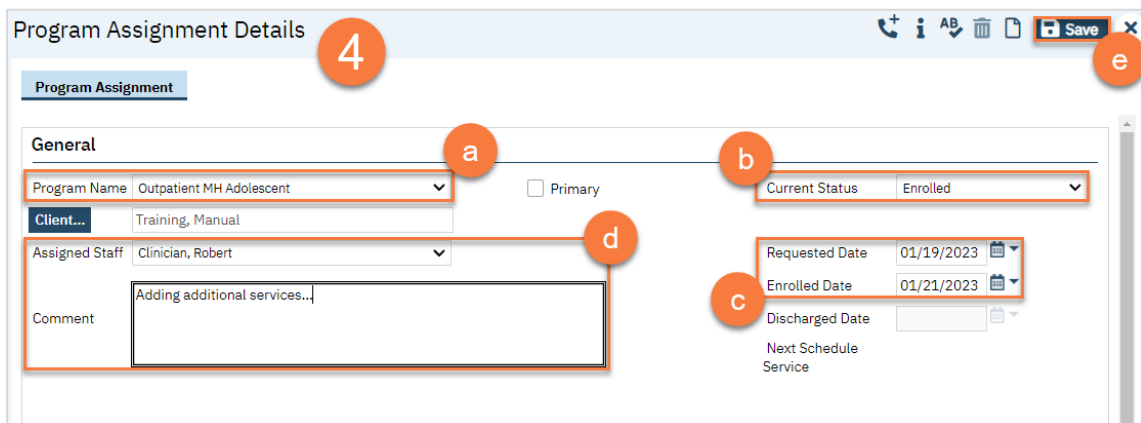 Program Assignment Details
4
AB
Save
e
Program Assignment
General
a
b
Program Name Outpatient MH Adolescent Primary Current Status Enrolled
Client... Training, Manual
d
Assigned Staff Clinician, Robert Requested Date 01/19/2023
Adding additional services... Enrolled Date 01/21/2023
c
Comment Discharged Date
Next Schedule
Service